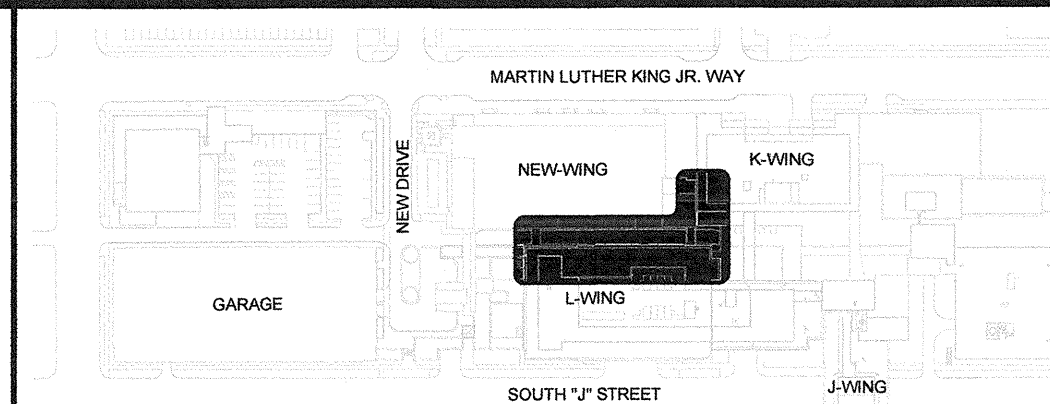 MARTIN LUTHER KING JR. WAY
NEW DRIVE
NEW-WING
K-WING
GARAGE
L-WING
SOUTH "J" STREET
J-WING